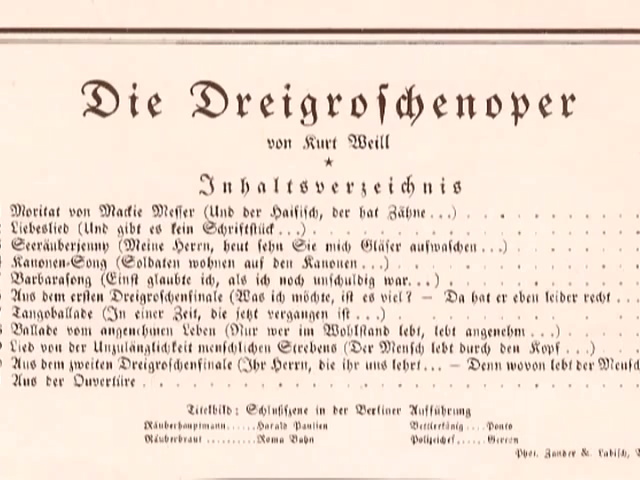 Die Dreigroschenoper
von Kurt Weill
Inhaltsverzeichnis
Moritat von Mackie Messer (Und der Haifisch, der hat Zähne...)
Liebeslied (Und gibt es kein Schriftstück...)
Seeräuberjenny (Meine Herrn, heut sehn Sie mich Gläser aufwaschen...)
Kanonen-Song (Soldaten wohnen auf den Kanonen...)
Barbarasong (Einst glaubte ich, als ich noch unschuldig war...)
Aus dem ersten Dreigroschenfinale (Was ich möchte, ist es viel? — Da hat er eben leider recht ...
Tangoballade (In einer Zeit, die jetzt vergangen ist...)
Ballade vom angenehmen Leben (Nur wer im Wohlstand lebt, lebt angenehm...)
Lied von der Unzulänglichkeit menschlichen Strebens (Der Mensch lebt durch den Kopf...)
Aus dem zweiten Dreigroschenfinale (Ihr Herrn, die ihr uns lehrt... — Denn wovon lebt der Mensch
Aus der Ouvertüre
Titelbild: Schlußszene in der Berliner Aufführung
Räuberhauptmann......Harald Paulsen Bettlerkönig....Ponto
Räuberbraut..........Roma Bahn Polizeichef......Gerron
Phot. Zander & Labisch,